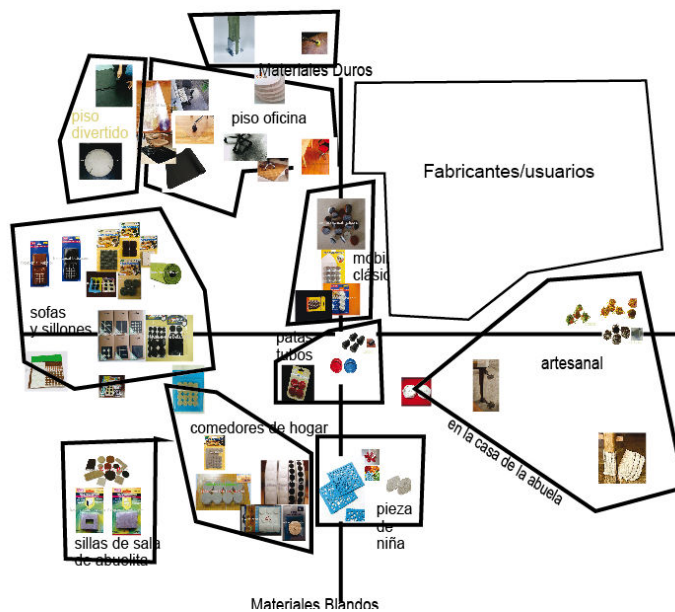 Materiales Duros
piso
divertido
piso oficina
Fabricantes/usuarios
clásic
sofas
y sillones
patas
tubos
artesanal
en la casa de la abuela
comedores de hogar
pieza
de
niña
sillas de sala
de abuelita
Materiales Blandos